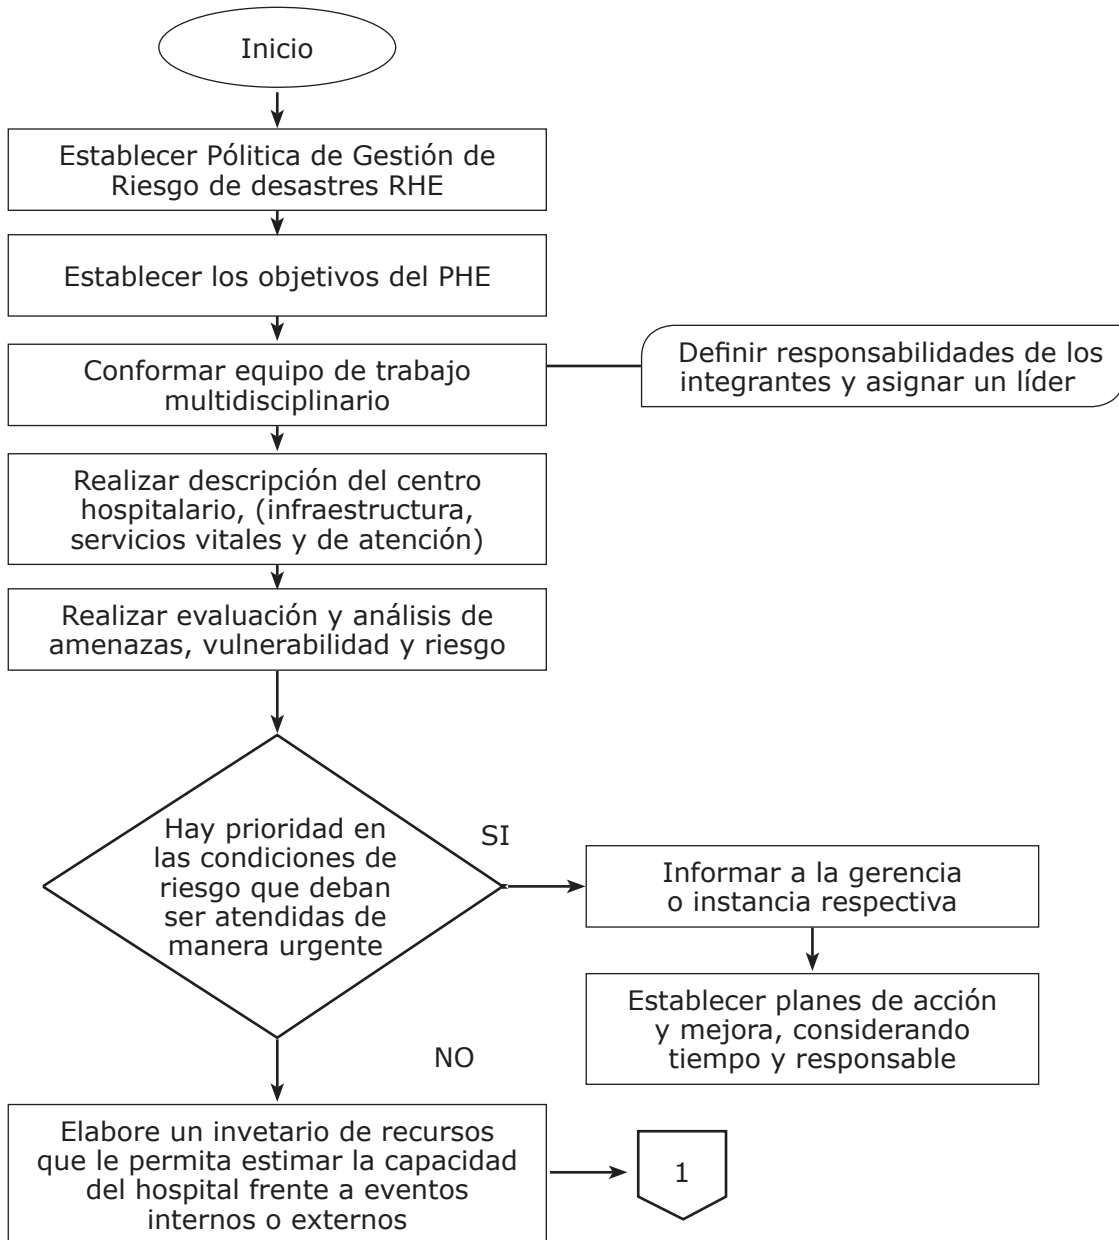 Inicio
Establecer Pólitica de Gestión de
Riesgo de desastres RHE
Establecer los objetivos del PHE
Conformar equipo de trabajo
multidisciplinario
Definir responsabilidades de los
integrantes y asignar un líder
Realizar descripción del centro
hospitalario, (infraestructura,
servicios vitales y de atención)
Realizar evaluación y análisis de
amenazas, vulnerabilidad y riesgo
Hay prioridad en
las condiciones de
riesgo que deban
ser atendidas de
manera urgente
SI
Informar a la gerencia
o instancia respectiva
Establecer planes de acción
y mejora, considerando
tiempo y responsable
NO
Elabore un invetario de recursos
que le permita estimar la capacidad
del hospital frente a eventos
internos o externos
1